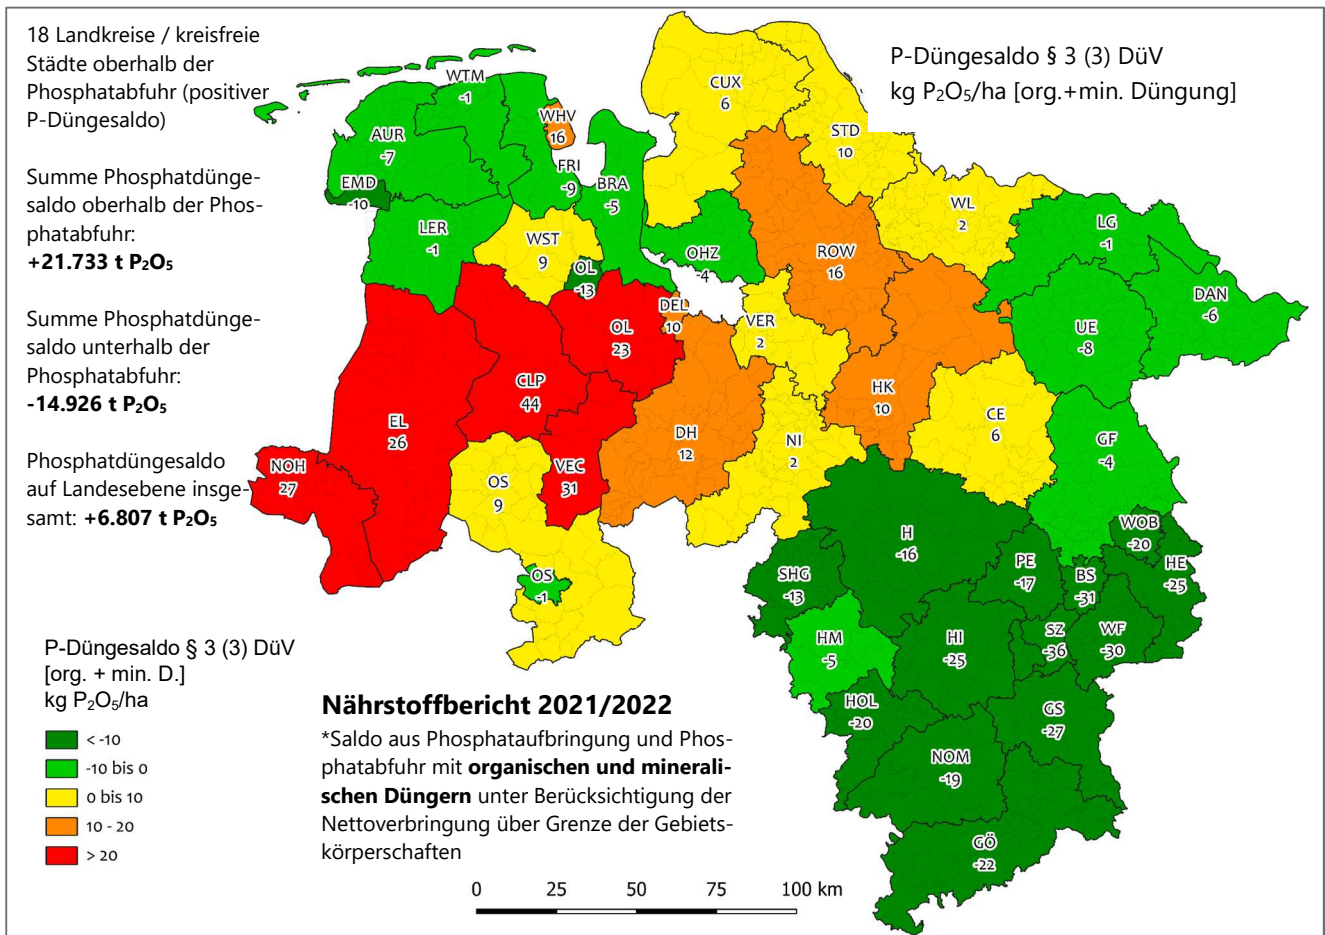 18 Landkreise / kreisfreie
Städte oberhalb der
Phosphatabfuhr (positiver
P-Düngesaldo)
Summe Phosphatdünge-
saldo oberhalb der Phos-
phatabfuhr:
+21.733 t P₂O₅
Summe Phosphatdünge-
saldo unterhalb der
Phosphatabfuhr:
-14.926 t P₂O₅
Phosphatdüngesaldo
auf Landesebene insge-
samt: +6.807 t P₂O₅
P-Düngesaldo § 3 (3) DüV
kg P₂O₅/ha [org.+min. Düngung]
WTM
-1
CUX
6
WHV
16
STD
10
AUR
-7
FRI
-9
EMD
-10
BRA
-5
WL
2
LG
-1
LER
-1
WST
9
OHZ
-4
ROW
16
OL
-13
DAN
-6
DEL
10
VER
2
UE
-8
OL
23
CLP
44
HK
10
CE
6
EL
26
DH
12
NI
2
GF
-4
NOH
27
VEC
31
OS
9
WOB
-20
H
-16
PE
-17
BS
-31
HE
-25
SHG
-13
OS
-1
HM
-5
HI
-25
SZ
-36
WF
-30
HOL
-20
GS
-27
NOM
-19
GÖ
-22
P-Düngesaldo § 3 (3) DüV
[org. + min. D.]
kg P₂O₅/ha
< -10
-10 bis 0
0 bis 10
10 - 20
> 20
Nährstoffbericht 2021/2022
*Saldo aus Phosphataufbringung und Phos-
phatabfuhr mit organischen und minerali-
schen Düngern unter Berücksichtigung der
Nettoverbringung über Grenze der Gebiets-
körperschaften
0 25 50 75 100 km